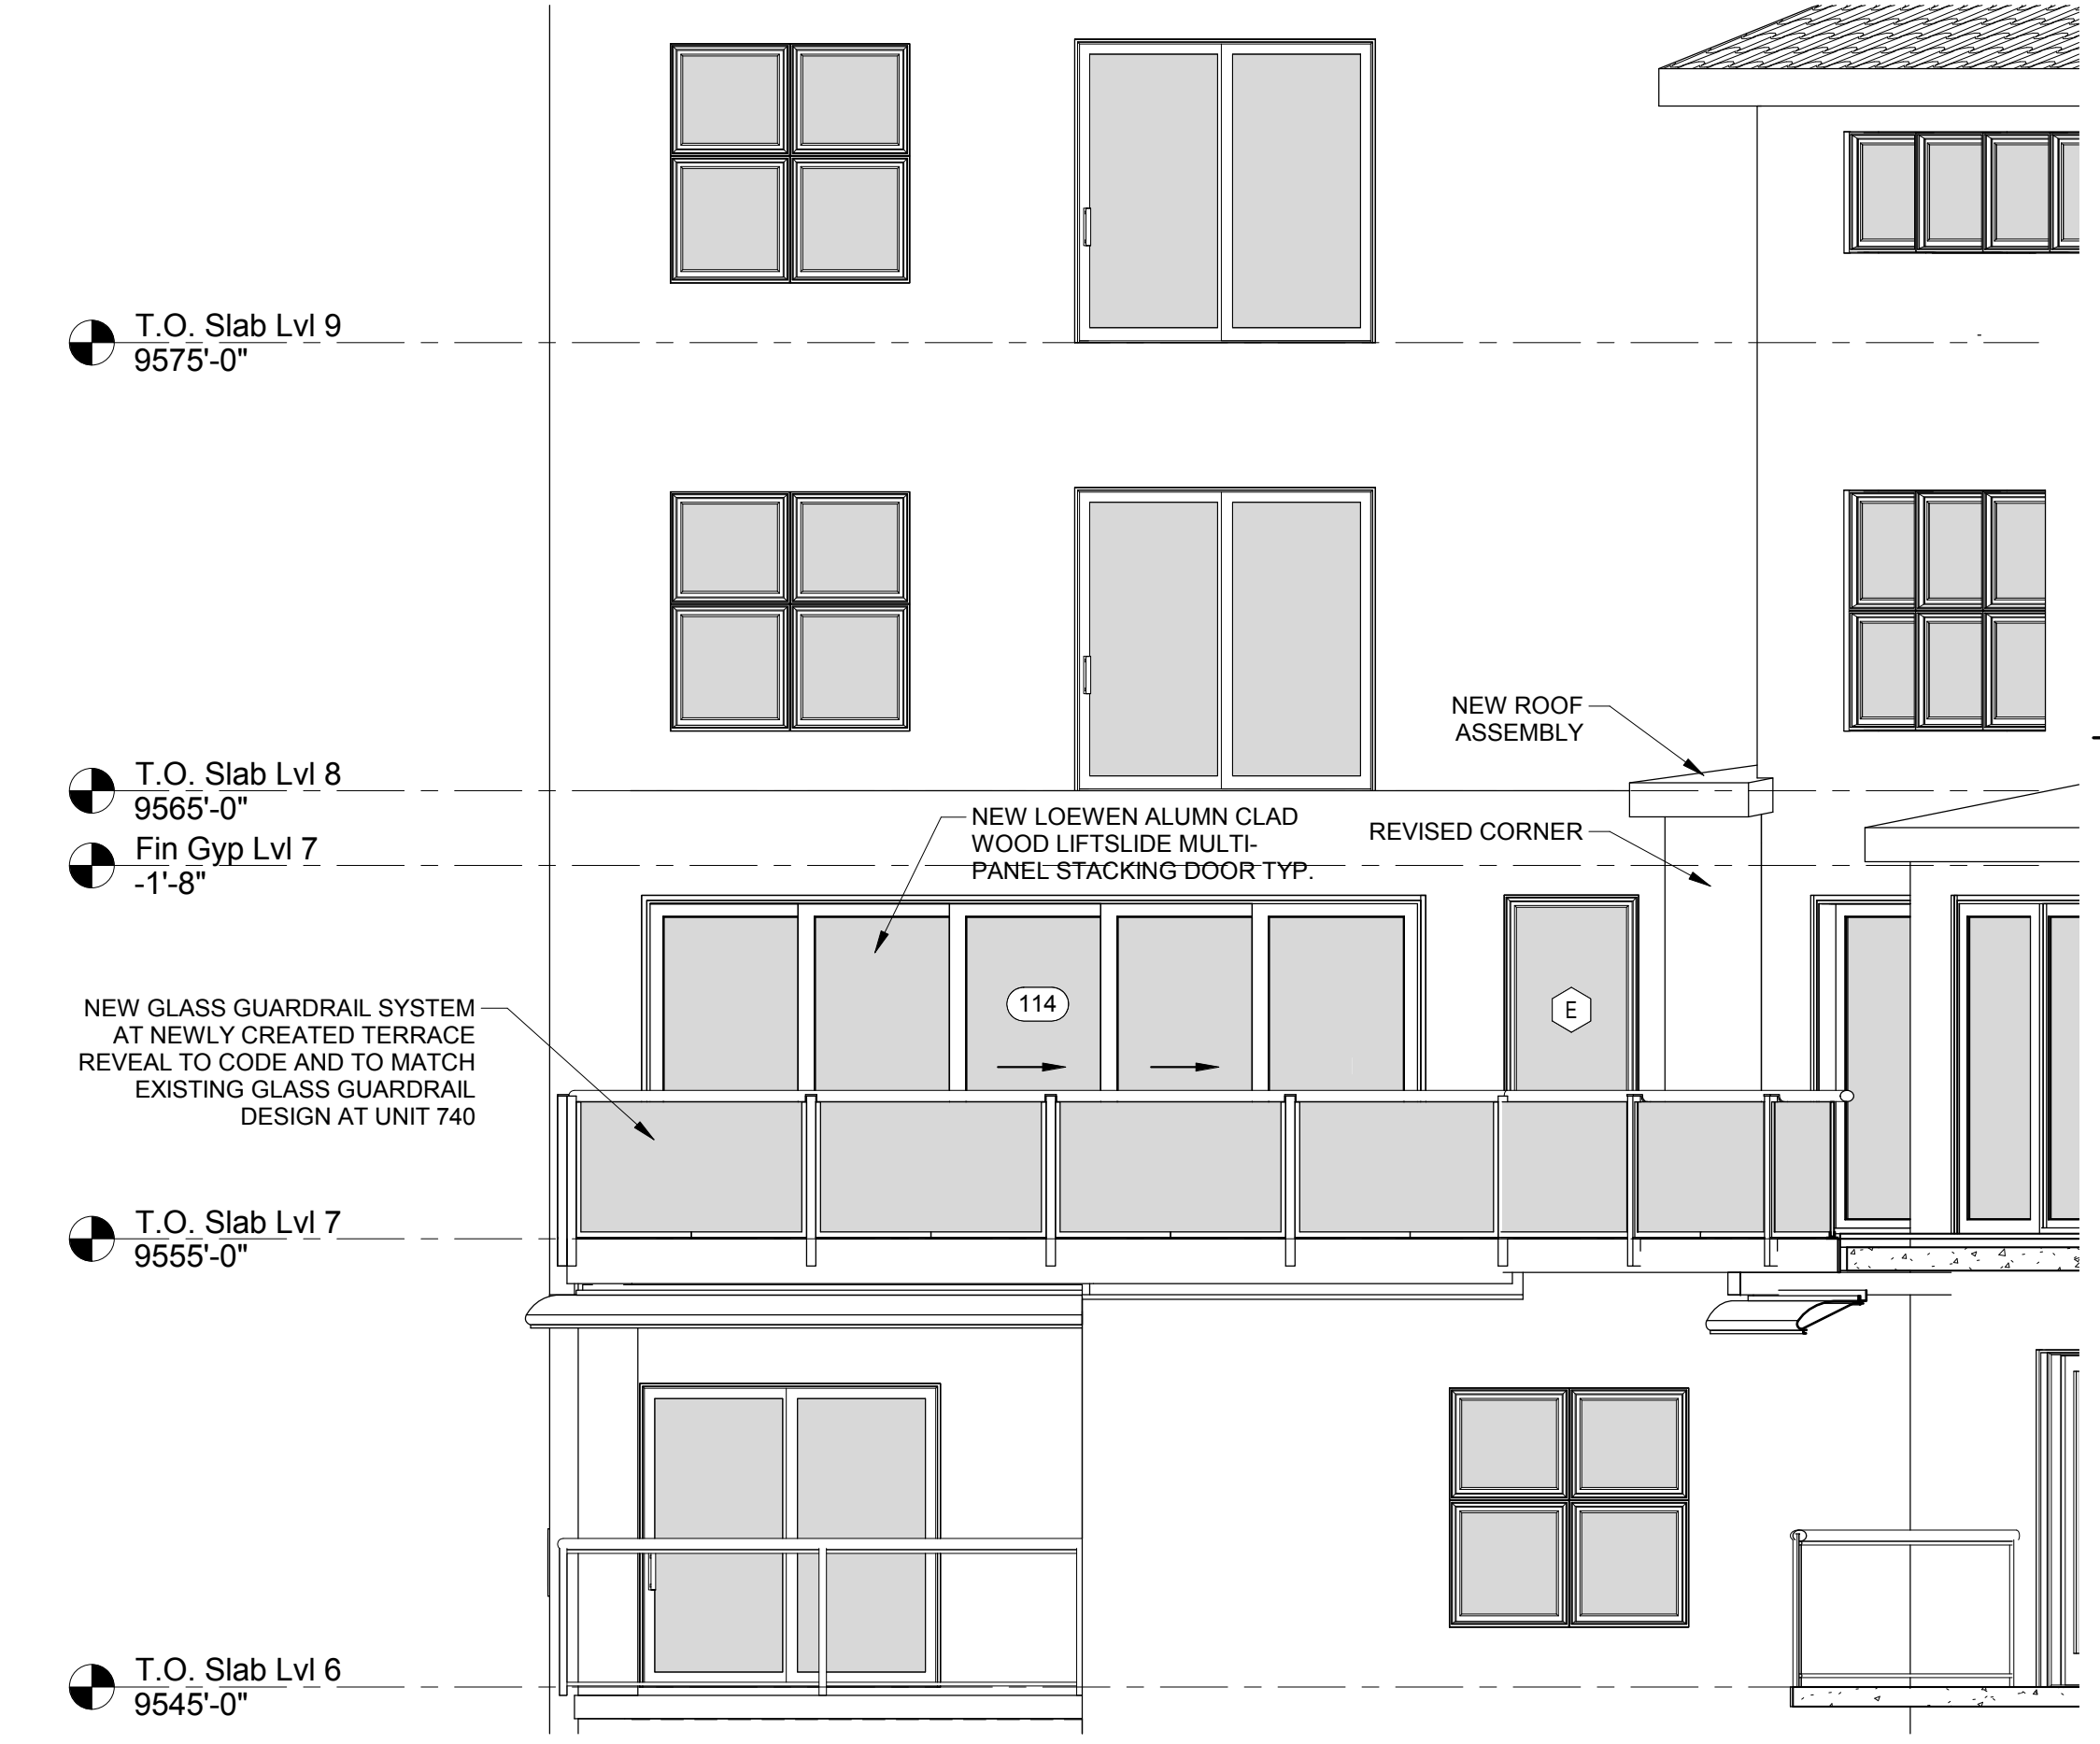 T.O. Slab Lvl 9
9575'-0"
NEW ROOF
ASSEMBLY
T.O. Slab Lvl 8
9565'-0"
NEW LOEWEN ALUMN CLAD
WOOD LIFTSLIDE MULTI-
PANEL STACKING DOOR TYP.
REVISED CORNER
Fin Gyp Lvl 7
-1'-8"
NEW GLASS GUARDRAIL SYSTEM
AT NEWLY CREATED TERRACE
REVEAL TO CODE AND TO MATCH
EXISTING GLASS GUARDRAIL
DESIGN AT UNIT 740
114
E
T.O. Slab Lvl 7
9555'-0"
T.O. Slab Lvl 6
9545'-0"